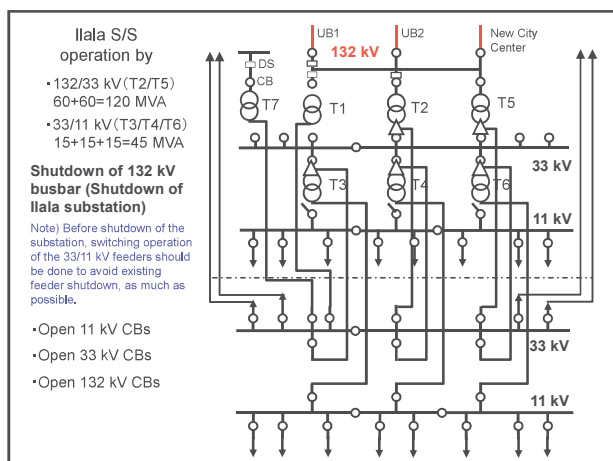 Ilala S/S
operation by
・132/33 kV(T2/T5)
60+60=120 MVA
・33/11 kV(T3/T4/T6)
15+15+15=45 MVA
Shutdown of 132 kV
busbar (Shutdown of
Ilala substation)
Note) Before shutdown of the
substation, switching operation
of the 33/11 kV feeders should
be done to avoid existing
feeder shutdown, as much as
possible.
・Open 11 kV CBs
・Open 33 kV CBs
・Open 132 kV CBs
UB1
UB2
New City
Center
132 kV
DS
CB
T7
T1
T2
T5
33 kV
T3
T4
T6
11 kV
33 kV
11 kV